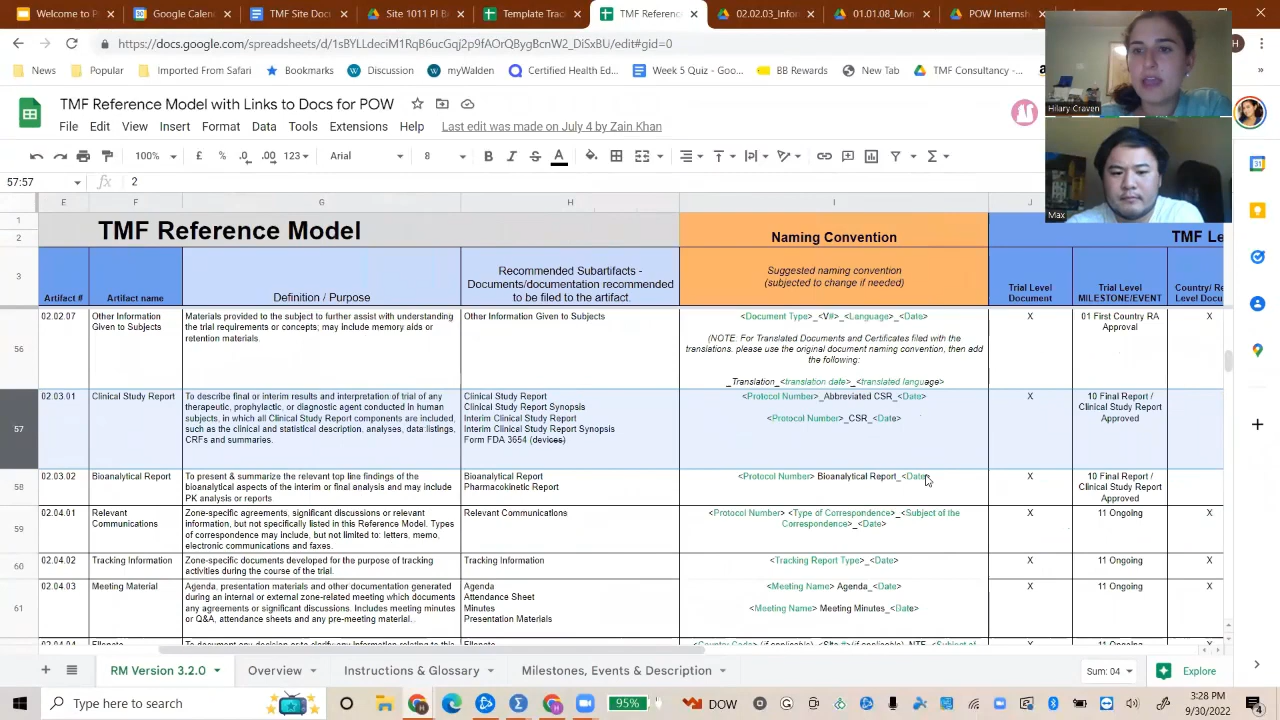 Site 1011 PI B
Template Trac
TMF Reference
02.02.03_Infor
01.01.08_Mon
POW Internsh
https://docs.google.com/spreadsheets/d/1sBYLLdeciM1RqB6ucGqj2p9fAOrQBygBcnW2_DiSxBU/edit#gid=0
News
Popular
Imported From Safari
Bookmarks
Discussion
myWalden
Certified Health Ed...
Week 5 Quiz - Goo...
BB Rewards
New Tab
TMF Consultancy -...
TMF Reference Model with Links to Docs for POW
File Edit View Insert Format Data Tools Extensions Help Last edit was made on July 4 by Zain Khan
100% £ % .0 .00 123 Arial 8 B I S A
57:57 fx 2
E F G H I J
TMF Reference Model
Naming Convention
TMF Le
Suggested naming convention
(subjected to change if needed)
Artifact #
Artifact name
Definition / Purpose
Recommended Subartifacts -
Documents/documentation recommended
to be filed to the artifact.
Trial Level
Document
Trial Level
MILESTONE/EVENT
Country/ Re
Level Docu
1
2
3
56
02.02.07
Other Information
Given to Subjects
Materials provided to the subject to further assist with understanding
the trial requirations or concepts; may include memory aids or
retention materials.
Other Information Given to Subjects
<Document Type>_<V#>_<Language>_<Date>
(NOTE: For Translated Documents and Certificates filed with the
translations. please use the original document naming convention, then add
the following:
_Translation_<translation date>_<translated language>
X
01 First Country RA
Approval
X
57
02.03.01
Clinical Study Report
To describe final or interim results and interpretation of trial of any
therapeutic, prophylactic, or diagnostic agent conducted in human
subjects, in which all Clinical Study Report components are included,
such as the clinical and statistical description, analyses, data listings,
CRFs and summaries.
Clinical Study Report
Clinical Study Report Synopsis
Interim Clinical Study Report
Interim Clinical Study Report Synopsis
Form FDA 3654 (devices)
<Protocol Number>_Abbreviated CSR_<Date>
<Protocol Number>_CSR_<Date>
X
10 Final Report /
Clinical Study Report
Approved
58
02.03.02
Bioanalytical Report
To present & summarize the relevant top line findings of the
bioanalytical aspects of the interim or final analysis and may include
PK analysis or reports
Bioanalytical Report
Pharmacokinetic Report
<Protocol Number> Bioanalytical Report_<Date>
X
10 Final Report /
Clinical Study Report
Approved
59
02.04.01
Relevant
Communications
Zone-specific agreements, significant discussions or relevant
information, but not specifically listed in this Reference Model. Types
of correspondence may include, but not limited to: letters, memo,
electronic communications and faxes.
Relevant Communications
<Protocol Number> <Type of Correspondence>_<Subject of the
Correspondence>_<Date>
X
11 Ongoing
X
60
02.04.02
Tracking Information
Zone-specific documents developed for the purpose of tracking
activities during the course of the trial.
Tracking Information
<Tracking Report Type>_<Date>
X
11 Ongoing
X
61
02.04.03
Meeting Material
Agenda, presentation materials and other documentation generated
during an internal or external zone-related meeting which documents
any agreements or significant discussions. Includes meeting minutes
or Q&A, attendance sheets and any pre-meeting material.
Agenda
Attendance Sheet
Minutes
Presentation Materials
<Meeting Name> Agenda_<Date>
<Meeting Name> Meeting Minutes_<Date>
X
11 Ongoing
X
Hilary Craven
Max
RM Version 3.2.0
Overview
Instructions & Glossary
Milestones, Events & Description
Sum: 04
Explore
Type here to search
95%
DOW
3:28 PM
9/30/2022
4